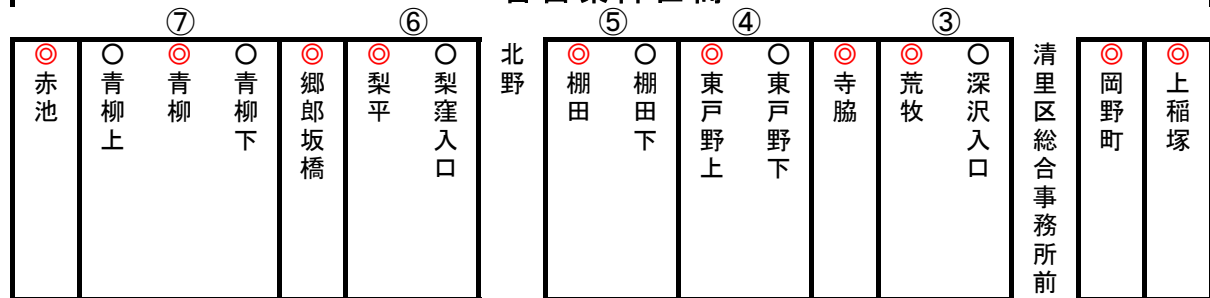 ⑦ ⑥ ⑤ ④ ③
◎赤池
○青柳上
◎青柳
○青柳下
◎郷郎坂橋
◎梨平
○梨窪入口
北野
◎棚田
○棚田下
◎東戸野上
○東戸野下
◎寺脇
◎荒牧
○深沢入口
清里区総合事務所前
◎岡野町
◎上稲塚